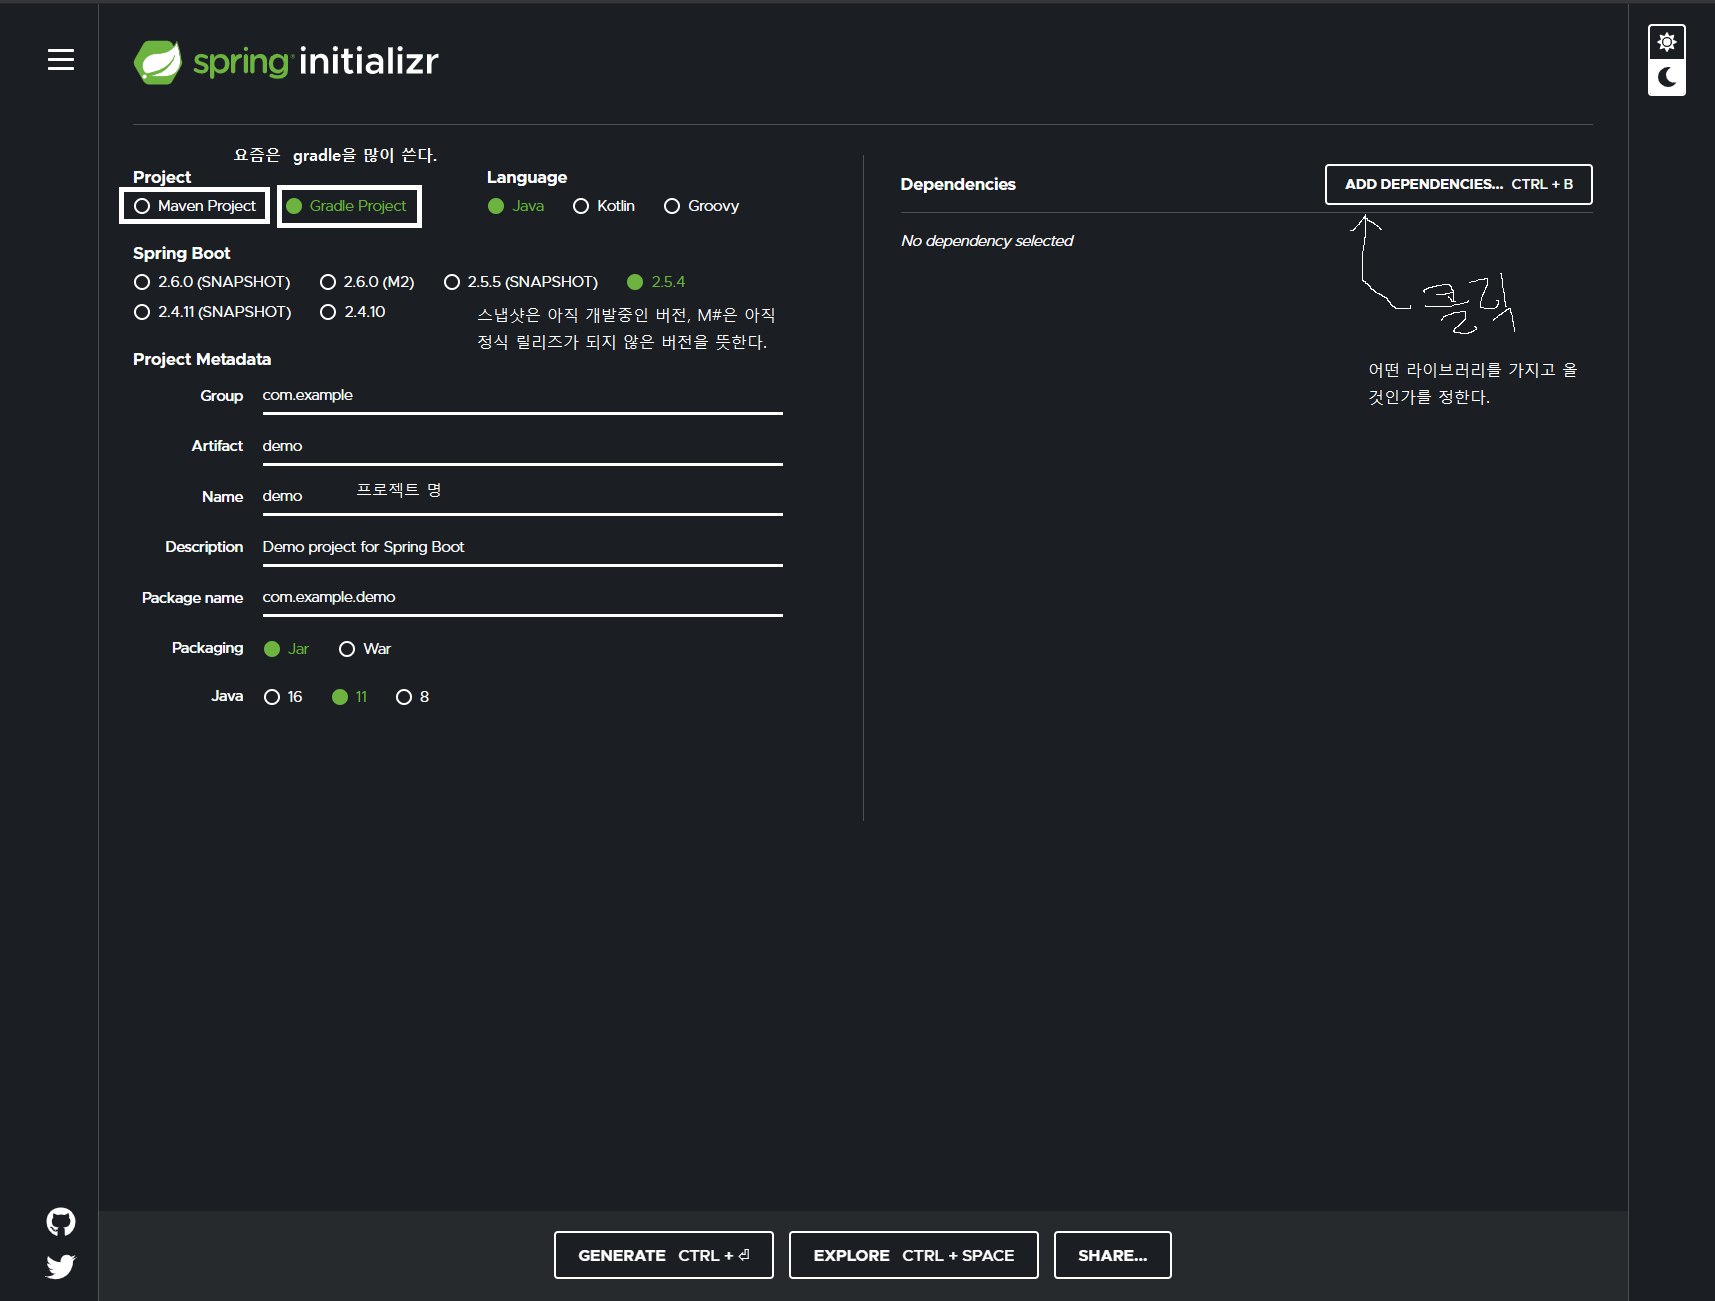 spring initializr
요즘은 gradle을 많이 쓴다.
Project
Maven Project Gradle Project
Language
Java Kotlin Groovy
Spring Boot
2.6.0 (SNAPSHOT) 2.6.0 (M2) 2.5.5 (SNAPSHOT) 2.5.4
2.4.11 (SNAPSHOT) 2.4.10
스냅샷은 아직 개발중인 버전, M#은 아직
정식 릴리즈가 되지 않은 버전을 뜻한다.
Project Metadata
Group com.example
Artifact demo
Name demo 프로젝트 명
Description Demo project for Spring Boot
Package name com.example.demo
Packaging Jar War
Java 16 11 8
Dependencies
ADD DEPENDENCIES... CTRL + B
No dependency selected
클릭
어떤 라이브러리를 가지고 올
것인가를 정한다.
GENERATE CTRL + ⏎
EXPLORE CTRL + SPACE
SHARE...